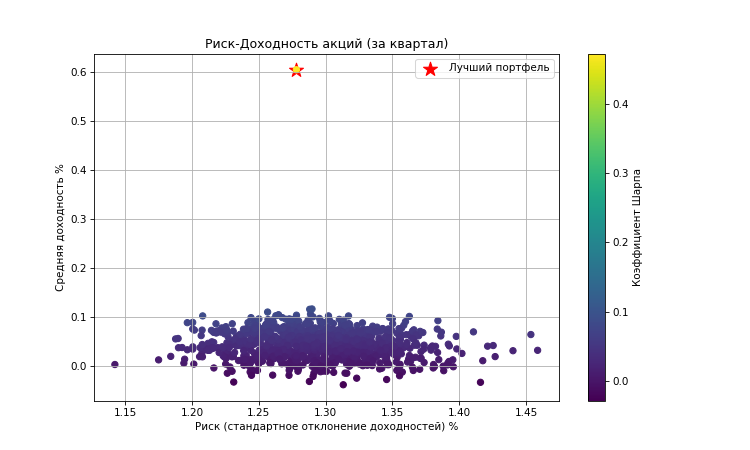 Риск-Доходность акций (за квартал)
Лучший портфель
Средняя доходность %
0.6
0.5
0.4
0.3
0.2
0.1
0.0
1.15 1.20 1.25 1.30 1.35 1.40 1.45
Риск (стандартное отклонение доходностей) %
0.4
0.3
0.2
0.1
0.0
Коэффициент Шарпа